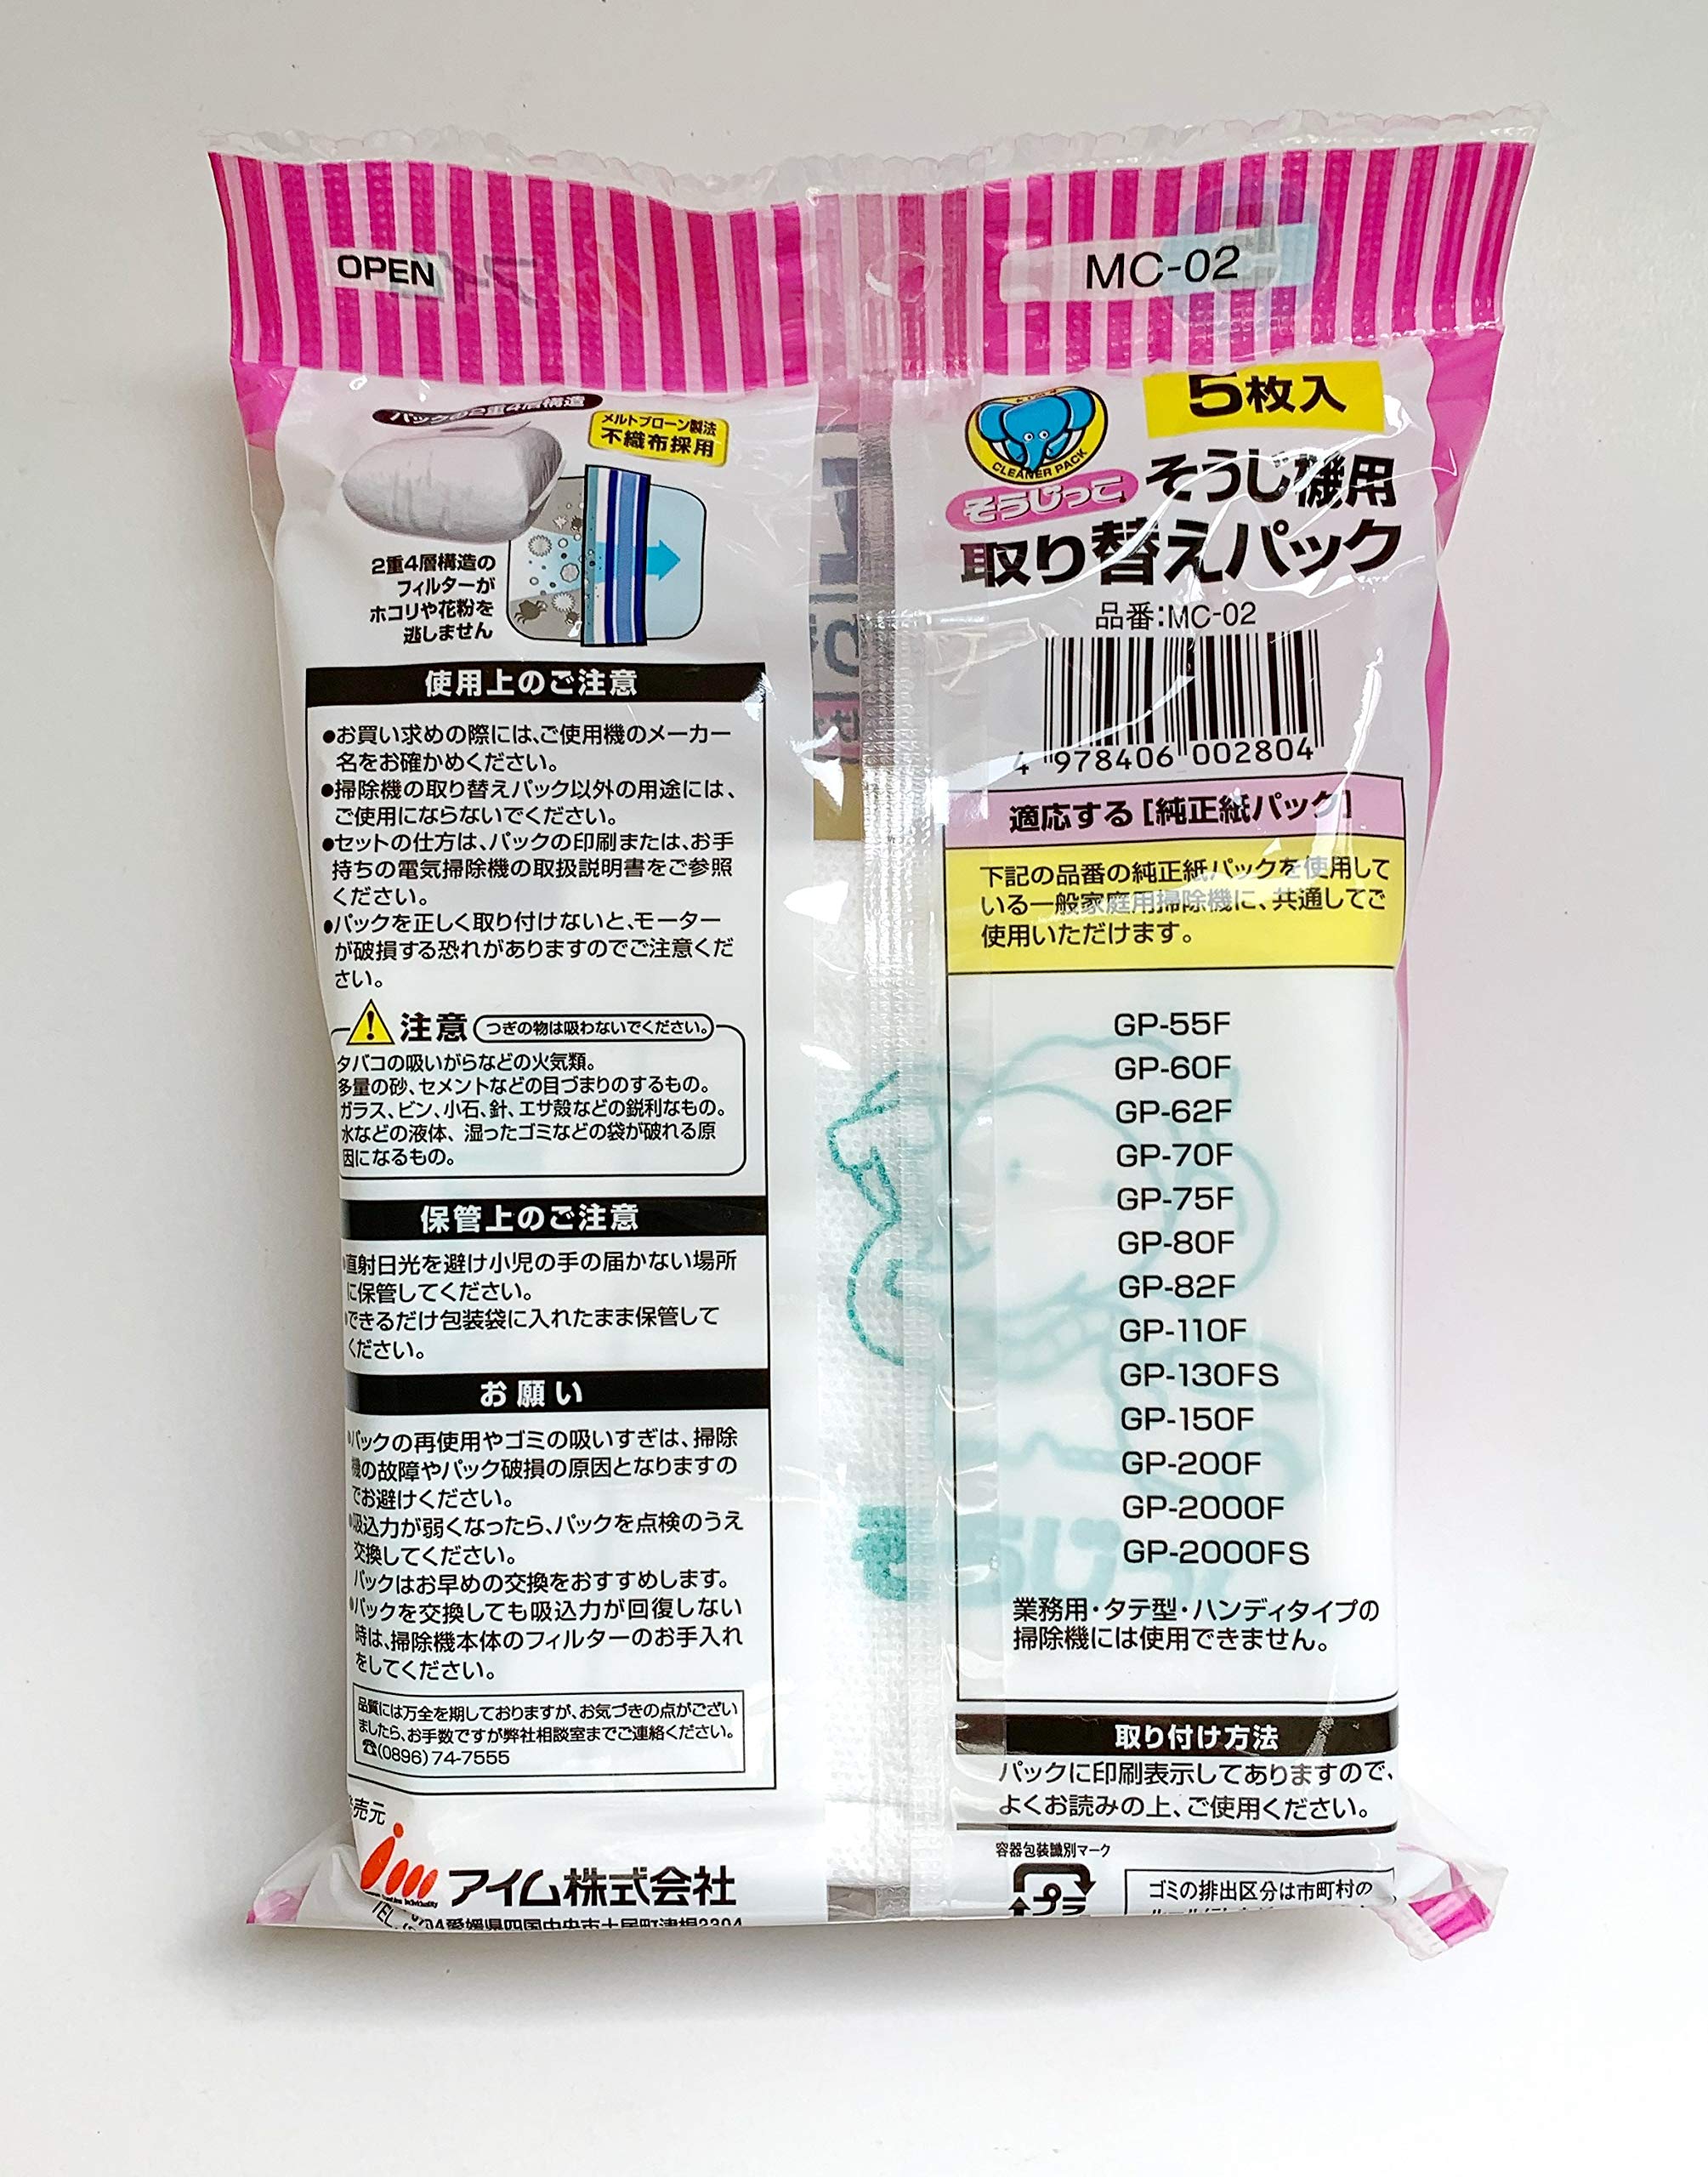 OPEN
MC-02
パックの2重4層構造
メルトブローン製法
不織布採用
2重4層構造の
フィルターが
ホコリや花粉を
逃しません
使用上のご注意
●お買い求めの際には、ご使用機のメーカー
名をお確かめください。
●掃除機の取り替えパック以外の用途には、
ご使用にならないでください。
●セットの仕方は、パックの印刷または、お手
持ちの電気掃除機の取扱説明書をご参照
ください。
●パックを正しく取り付けないと、モーター
が破損する恐れがありますのでご注意くだ
さい。
注意 つぎの物は吸わないでください。
タバコの吸いがらなどの火気類。
多量の砂、セメントなどの目づまりのするもの。
ガラス、ビン、小石、針、エサ殻などの鋭利なもの。
水などの液体、湿ったゴミなどの袋が破れる原
因になるもの。
保管上のご注意
●直射日光を避け小児の手の届かない場所
に保管してください。
●できるだけ包装袋に入れたまま保管して
ください。
お願い
●パックの再使用やゴミの吸いすぎは、掃除
機の故障やパック破損の原因となりますの
でお避けください。
●吸込力が弱くなったら、パックを点検のうえ
交換してください。
パックはお早めの交換をおすすめします。
●パックを交換しても吸込力が回復しない
時は、掃除機本体のフィルターのお手入れ
をしてください。
品質には万全を期しておりますが、お気づきの点がござい
ましたら、お手数ですが弊社相談室までご連絡ください。
☎(0896)74-7555
売元
im アイム株式会社
愛媛県四国中央市土居町津根2304
TEL.
5枚入
CLEANER PACK
そうじっこ そうじ機用
取り替えパック
品番:MC-02
4 978406 002804
適応する[純正紙パック]
下記の品番の純正紙パックを使用して
いる一般家庭用掃除機に、共通してご
使用いただけます。
GP-55F
GP-60F
GP-62F
GP-70F
GP-75F
GP-80F
GP-82F
GP-110F
GP-130FS
GP-150F
GP-200F
GP-2000F
GP-2000FS
業務用・タテ型・ハンディタイプの
掃除機には使用できません。
取り付け方法
パックに印刷表示してありますので、
よくお読みの上、ご使用ください。
容器包装識別マーク
プラ
ゴミの排出区分は市町村の